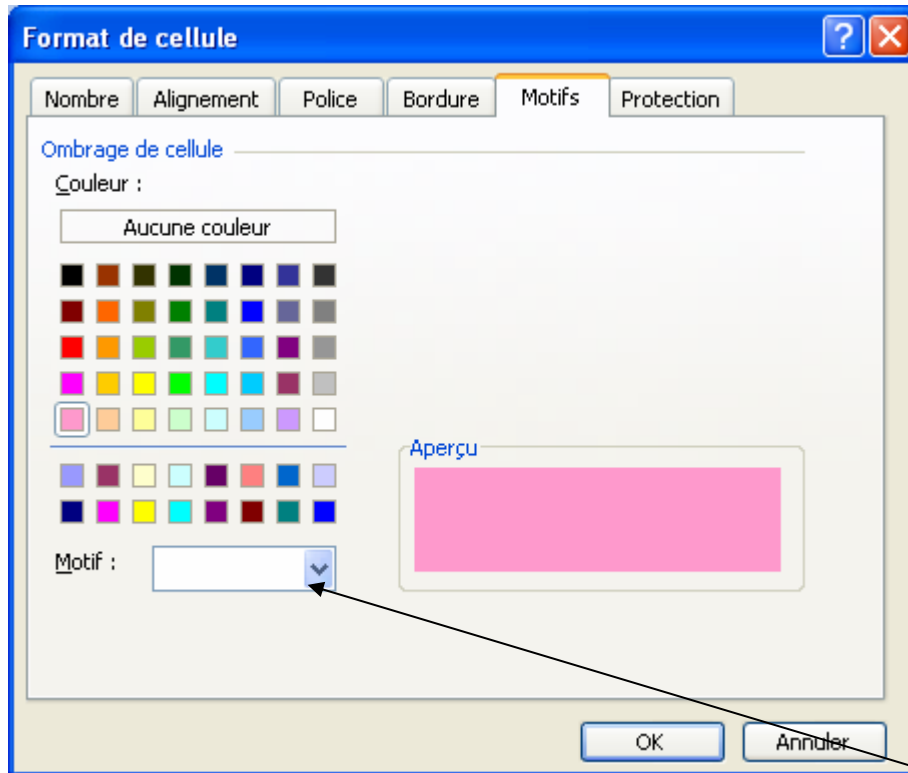 Format de cellule
Nombre Alignement Police Bordure Motifs Protection
Ombrage de cellule
Couleur :
Aucune couleur
Aperçu
Motif :
OK Annuler